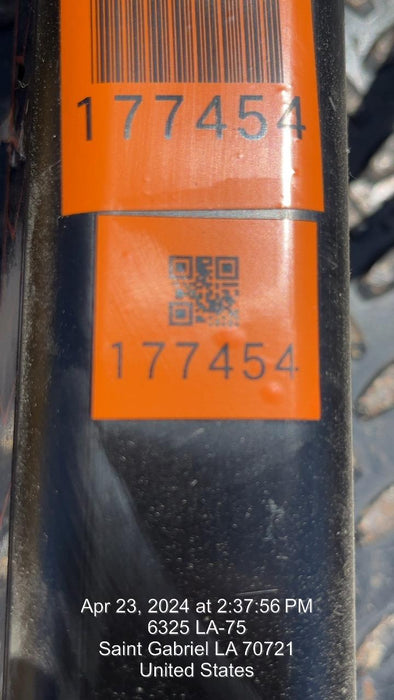 177454
177454
Apr 23, 2024 at 2:37:56 PM
6325 LA-75
Saint Gabriel LA 70721
United States